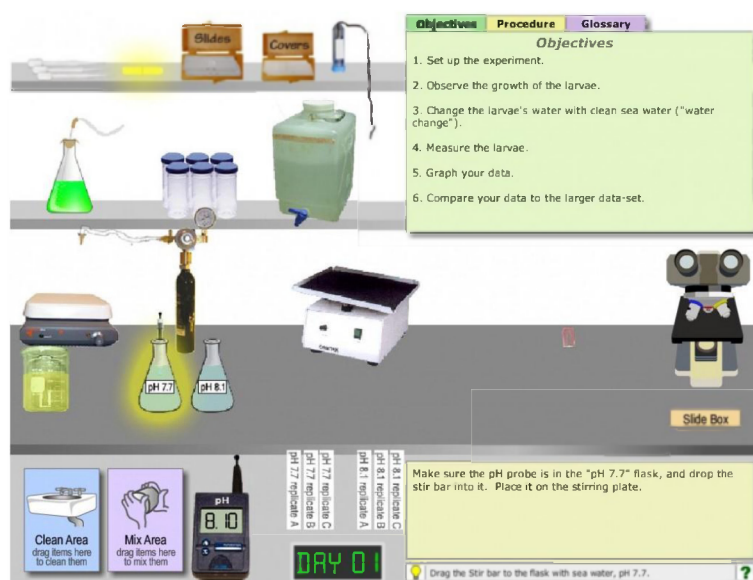 Slides
Covers
Objectives
Procedure
Glossary
Objectives
1. Set up the experiment.
2. Observe the growth of the larvae.
3. Change the larvae's water with clean sea water ("water
change").
4. Measure the larvae.
5. Graph your data.
6. Compare your data to the larger data-set.
pH 7.7
pH 8.1
Slide Box
Clean Area
drag items here
to clean them
Mix Area
drag items here
to mix them
pH
8.10
pH 7.7 replicate A
pH 7.7 replicate B
pH 7.7 replicate C
pH 8.1 replicate A
pH 8.1 replicate B
pH 8.1 replicate C
DAY 01
Make sure the pH probe is in the "pH 7.7" flask, and drop the
stir bar into it. Place it on the stirring plate.
Drag the Stir bar to the flask with sea water, pH 7.7.
?